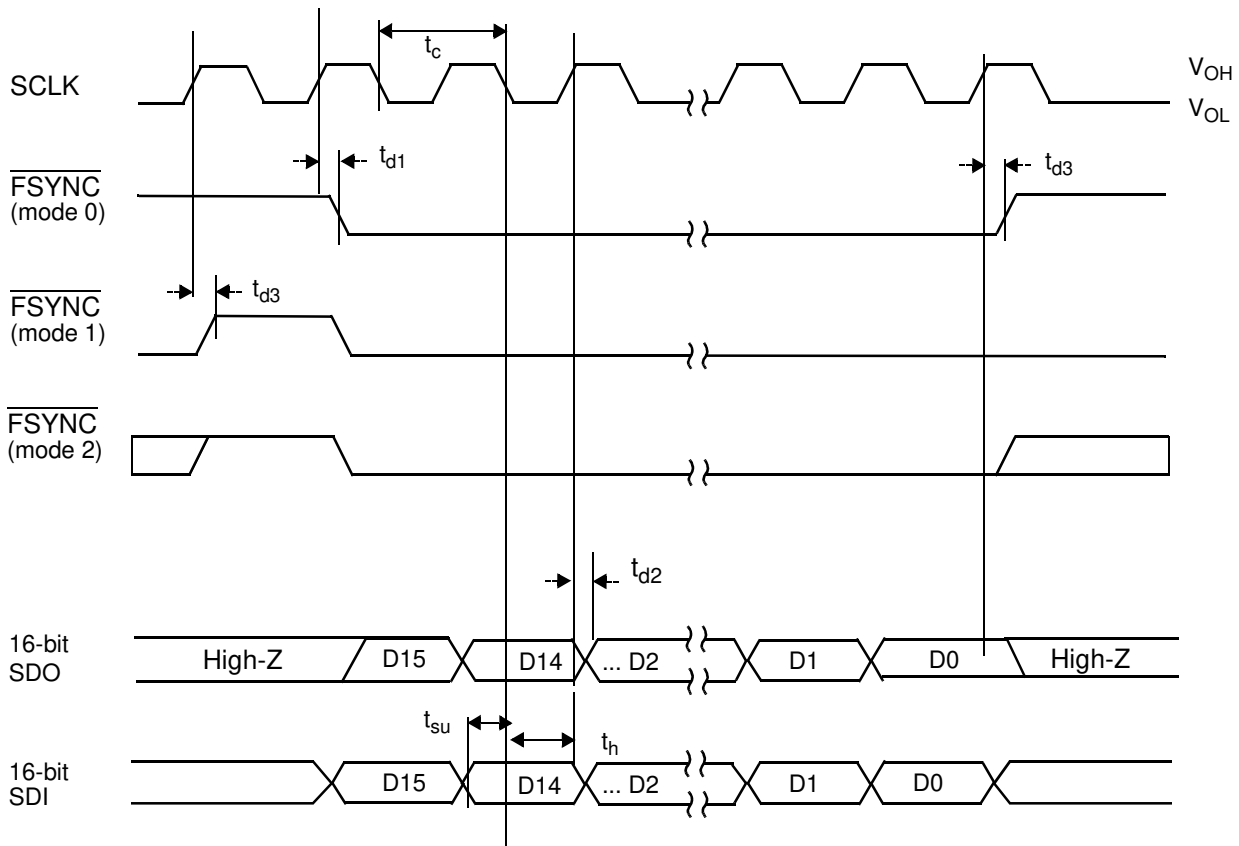 t_c
SCLK
V_OH
V_OL
t_d1
t_d3
FSYNC
(mode 0)
t_d3
FSYNC
(mode 1)
FSYNC
(mode 2)
t_d2
16-bit
SDO
High-Z
D15
D14
... D2
D1
D0
High-Z
t_su
t_h
16-bit
SDI
D15
D14
... D2
D1
D0